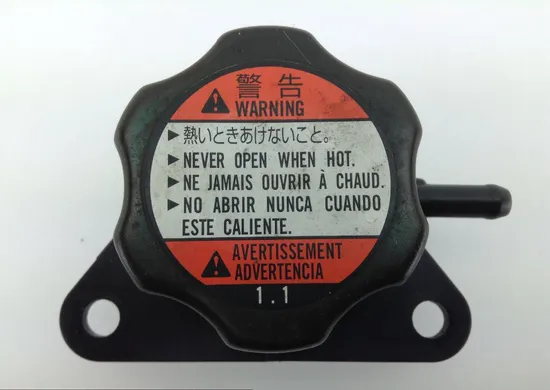 警告
WARNING
▶熱いときあけないこと。
▶NEVER OPEN WHEN HOT.
▶NE JAMAIS OUVRIR À CHAUD.
▶NO ABRIR NUNCA CUANDO
ESTE CALIENTE.
AVERTISSEMENT
ADVERTENCIA
1.1